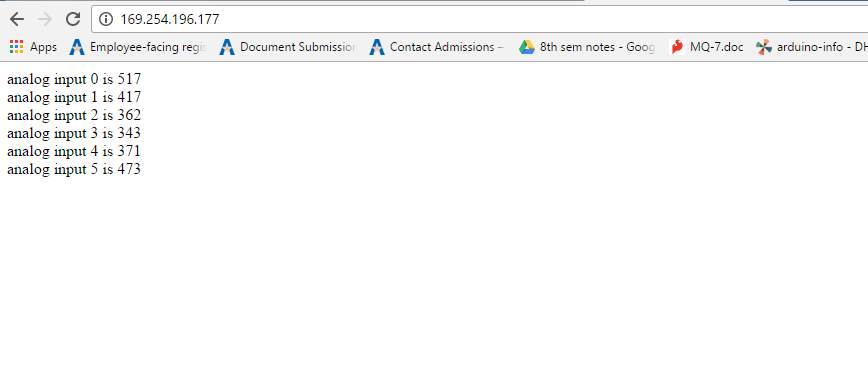 169.254.196.177
Apps Employee-facing regis Document Submission Contact Admissions – 8th sem notes - Goog MQ-7.doc arduino-info - DH
analog input 0 is 517
analog input 1 is 417
analog input 2 is 362
analog input 3 is 343
analog input 4 is 371
analog input 5 is 473